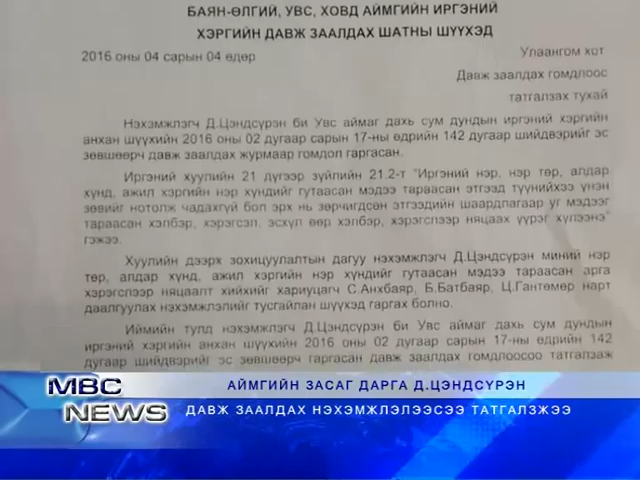 БАЯН-ӨЛГИЙ, УВС, ХОВД АЙМГИЙН ИРГЭНИЙ
ХЭРГИЙН ДАВЖ ЗААЛДАХ ШАТНЫ ШҮҮХЭД
2016 оны 04 сарын 04 өдөр Улаангом хот
Давж заалдах гомдлоос
татгалзах тухай
Нэхэмжлэгч Д.Цэндсүрэн би Увс аймаг дахь сум дундын иргэний хэргийн
анхан шүүхийн 2016 оны 02 дугаар сарын 17-ны өдрийн 142 дугаар шийдвэрийг эс
зөвшөөрч давж заалдах журмаар гомдол гаргасан.
Иргэний хуулийн 21 дүгээр зүйлийн 21.2-т "Иргэний нэр, нэр төр, алдар
хүнд, ажил хэргийн нэр хүндийг гутаасан мэдээ тараасан этгээд түүнийхээ үнэн
зөвийг нотолж чадахгүй бол эрх нь зөрчигдсөн этгээдийн шаардлагаар уг мэдээг
тараасан хэлбэр, хэрэгсэл, эсхүл өөр хэлбэр, хэрэгслээр няцаах үүрэг хүлээнэ"
гэжээ.
Хуулийн дээрх зохицуулалтын дагуу нэхэмжлэгч Д.Цэндсүрэн миний нэр
төр, алдар хүнд, ажил хэргийн нэр хүндийг гутаасан мэдээ тараасан арга
хэрэгслээр няцаалт хийхийг хариуцагч С.Анхбаяр, Б.Батбаяр, Ц.Гантөмөр нарт
даалгуулах нэхэмжлэлийг тусгайлан шүүхэд гаргах болно.
Иймийн тулд нэхэмжлэгч Д.Цэндсүрэн би Увс аймаг дахь сум дундын
иргэний хэргийн анхан шүүхийн 2016 оны 02 дугаар сарын 17-ны өдрийн 142
дугаар шийдвэрийг эс зөвшөөрч гаргасан давж заалдах гомдлоосоо татгалзаж
MBC
NEWS
АЙМГИЙН ЗАСАГ ДАРГА Д.ЦЭНДСҮРЭН
ДАВЖ ЗААЛДАХ НЭХЭМЖЛЭЛЭЭСЭЭ ТАТГАЛЗЖЭЭ